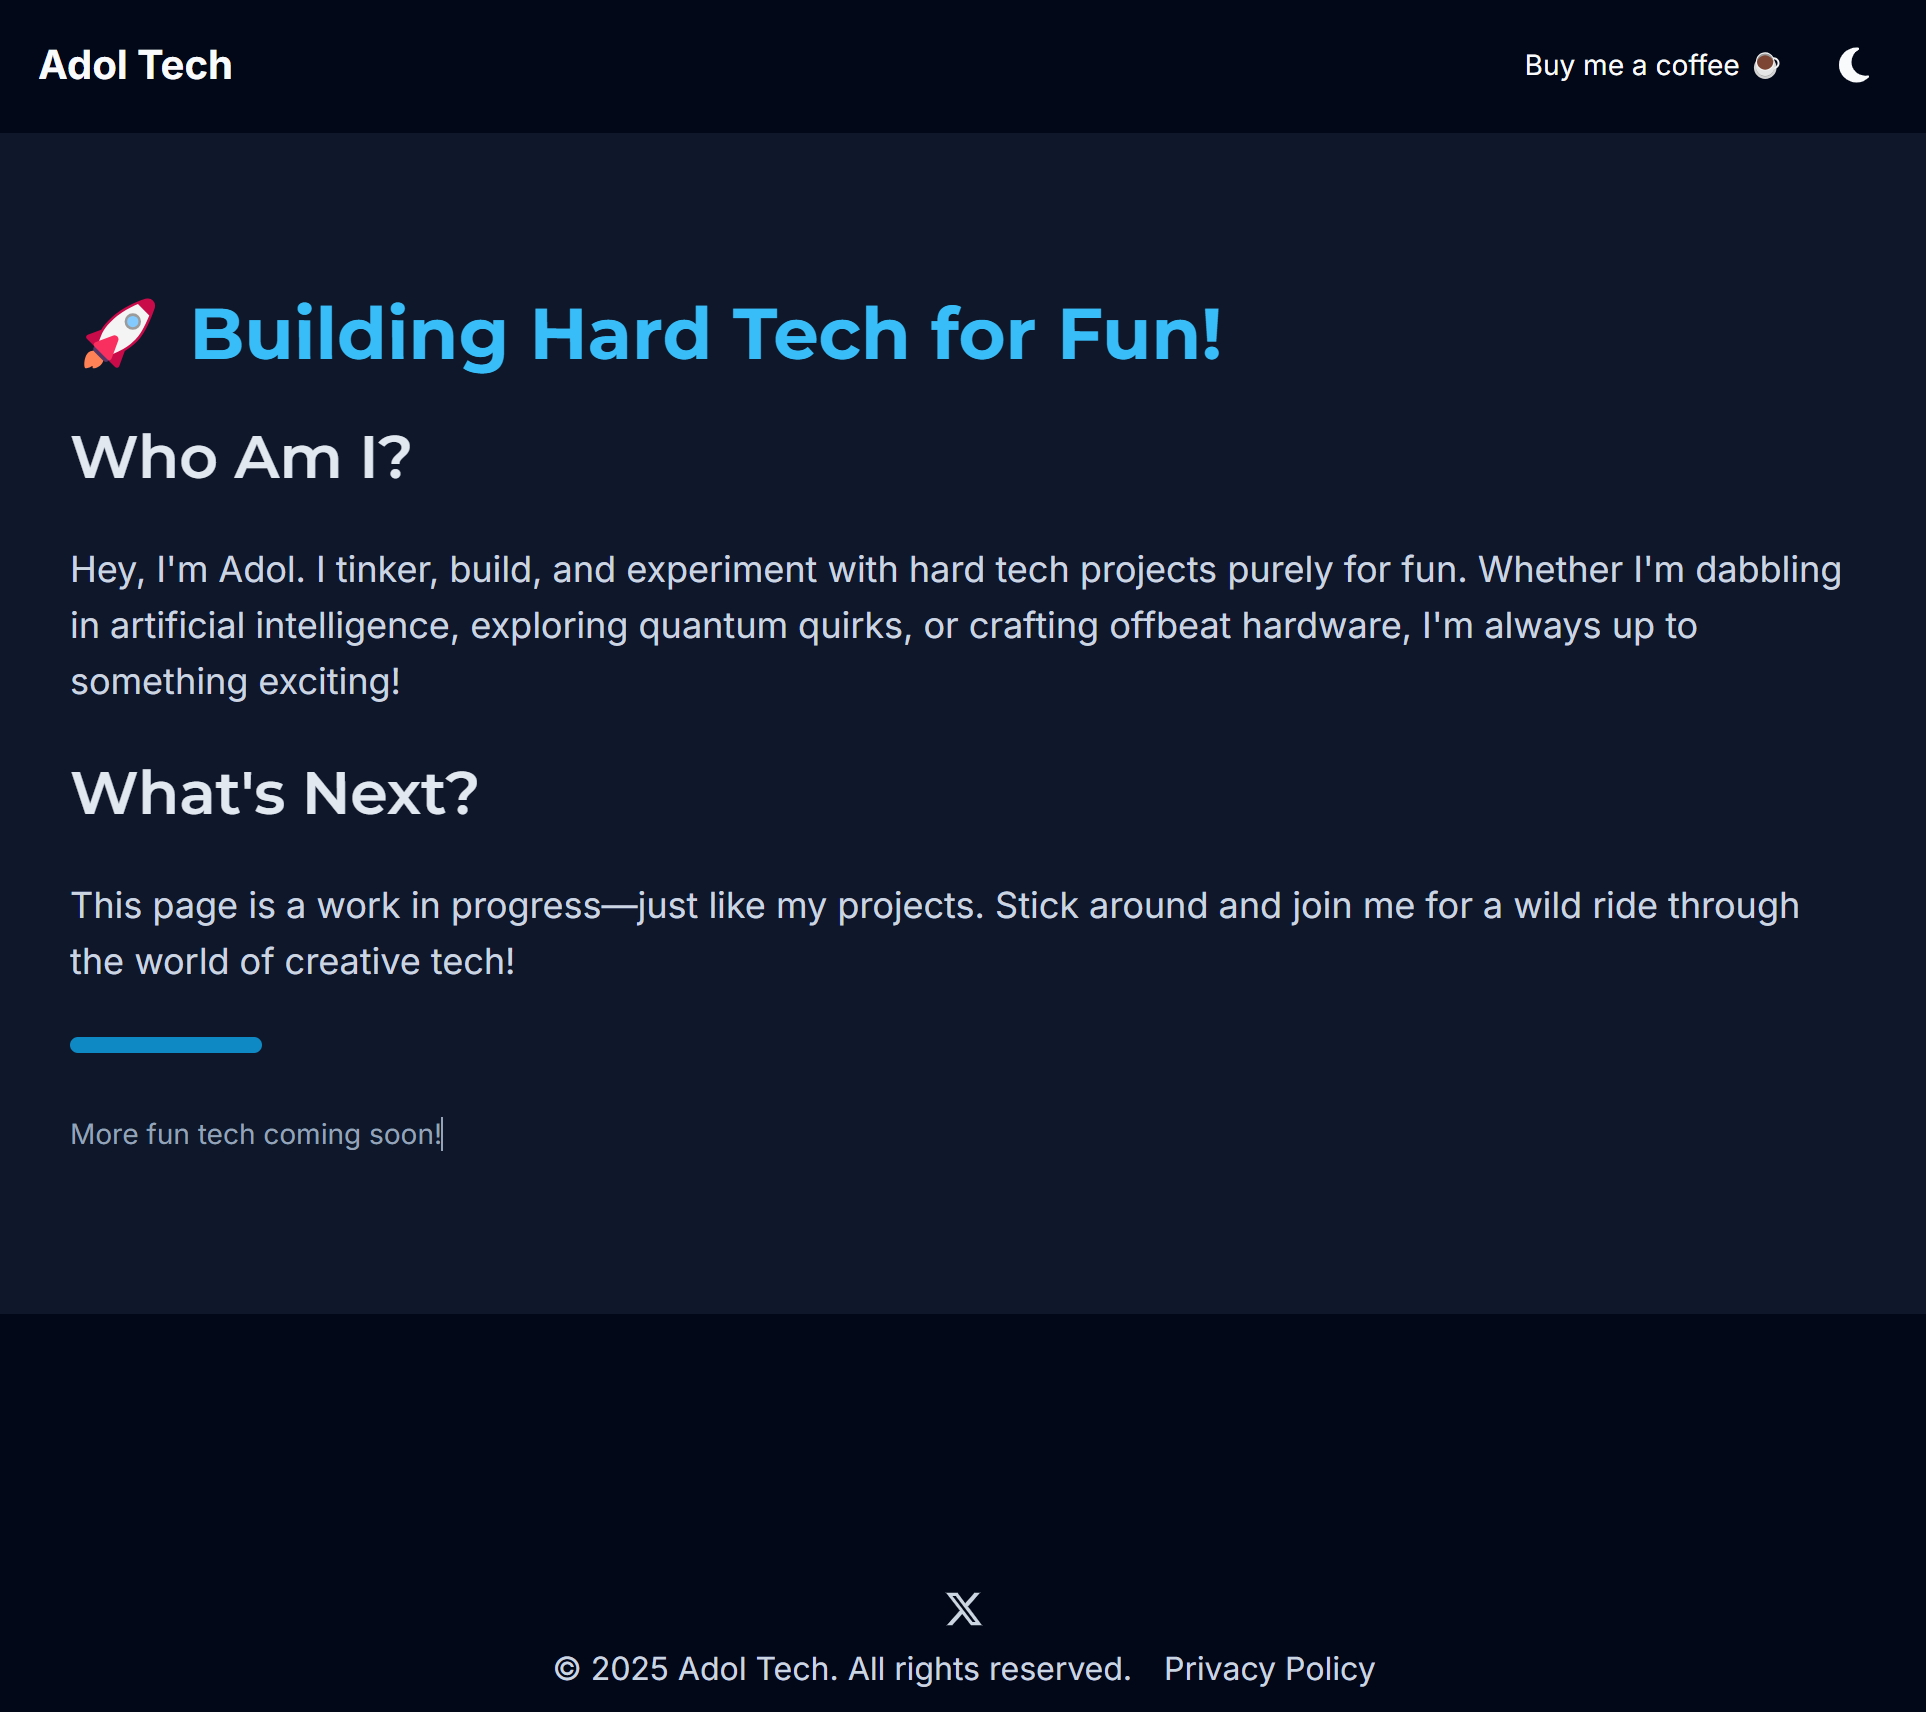 Adol Tech
Buy me a coffee ☕
🚀 Building Hard Tech for Fun!
Who Am I?
Hey, I'm Adol. I tinker, build, and experiment with hard tech projects purely for fun. Whether I'm dabbling
in artificial intelligence, exploring quantum quirks, or crafting offbeat hardware, I'm always up to
something exciting!
What's Next?
This page is a work in progress—just like my projects. Stick around and join me for a wild ride through
the world of creative tech!
More fun tech coming soon!
© 2025 Adol Tech. All rights reserved. Privacy Policy